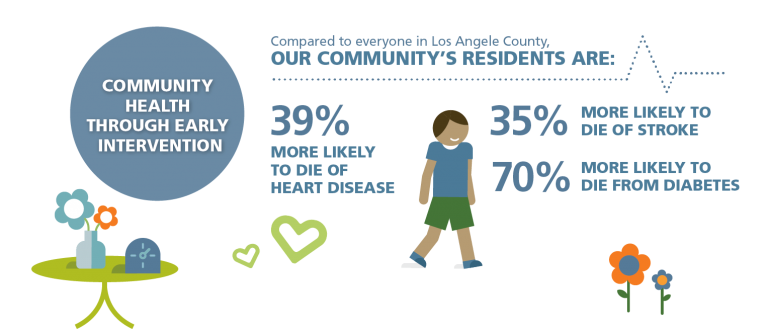 COMMUNITY
HEALTH
THROUGH EARLY
INTERVENTION
Compared to everyone in Los Angele County,
OUR COMMUNITY'S RESIDENTS ARE:
39%
MORE LIKELY
TO DIE OF
HEART DISEASE
35%
MORE LIKELY TO
DIE OF STROKE
70%
MORE LIKELY TO
DIE FROM DIABETES